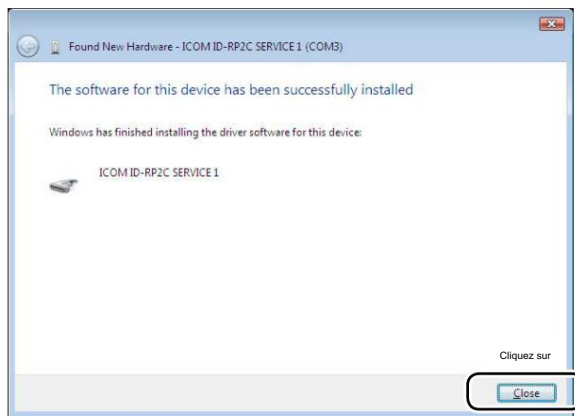 Found New Hardware - ICOM ID-RP2C SERVICE 1 (COM3)
The software for this device has been successfully installed
Windows has finished installing the driver software for this device:
ICOM ID-RP2C SERVICE 1
Cliquez sur
Close